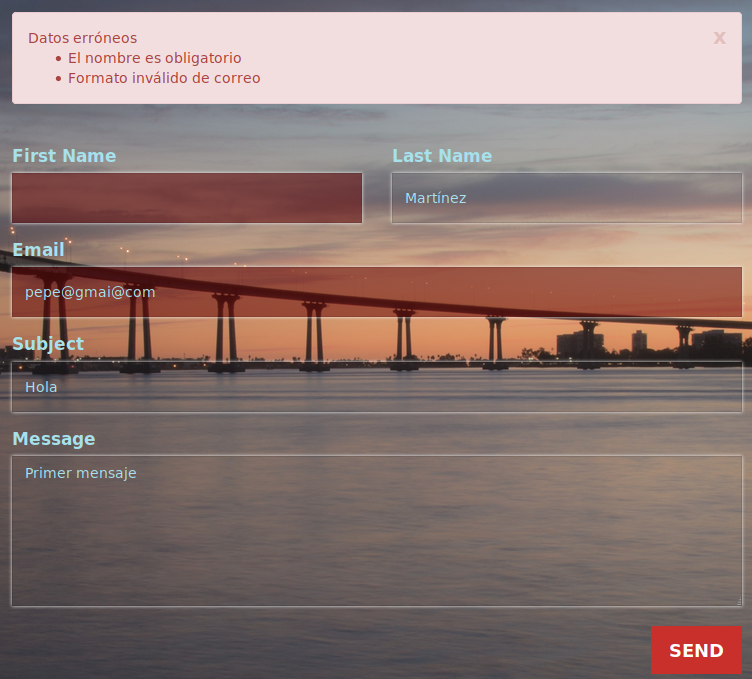 Datos erróneos
x
El nombre es obligatorio
Formato inválido de correo
First Name
Last Name
Martínez
Email
pepe@gmai@com
Subject
Hola
Message
Primer mensaje
SEND